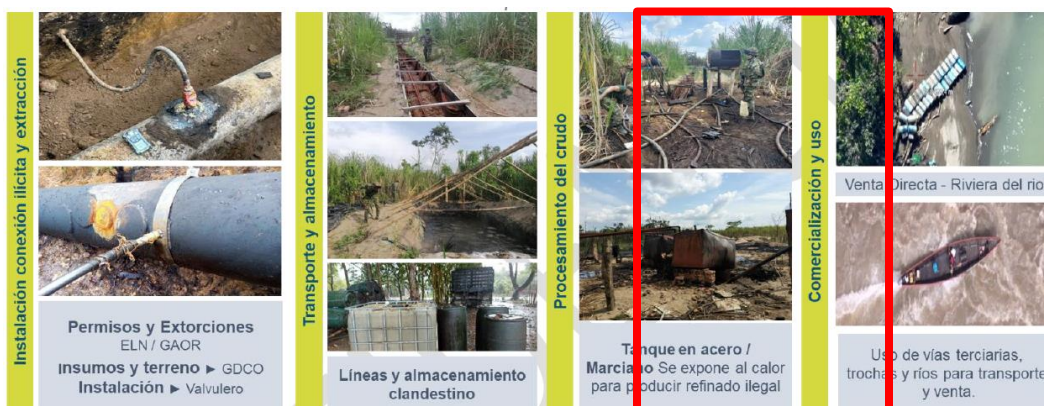 Instalación conexión ilícita y extracción
Permisos y Extorciones
ELN / GAOR
Insumos y terreno ► GDCO
Instalación ► Valvulero
Transporte y almacenamiento
Líneas y almacenamiento
clandestino
Procesamiento del crudo
Tanque en acero /
Marciano Se expone al calor
para producir refinado ilegal
Comercialización y uso
Venta Directa - Riviera del rio
Uso de vías terciarias,
trochas y ríos para transporte
y venta.